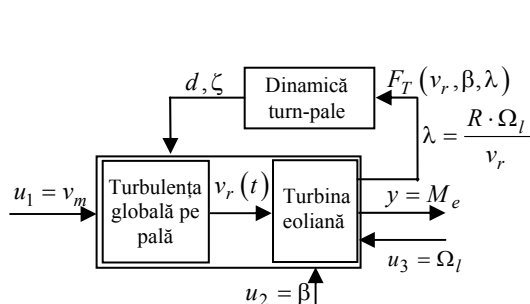 d, ζ
Dinamică
turn-pale
F_T (v_r, β, λ)
λ = \frac{R · Ω_l}{v_r}
u_1 = v_m
Turbulența
globală pe
pală
v_r (t)
Turbina
eoliană
y = M_e
u_3 = Ω_l
u_2 = β